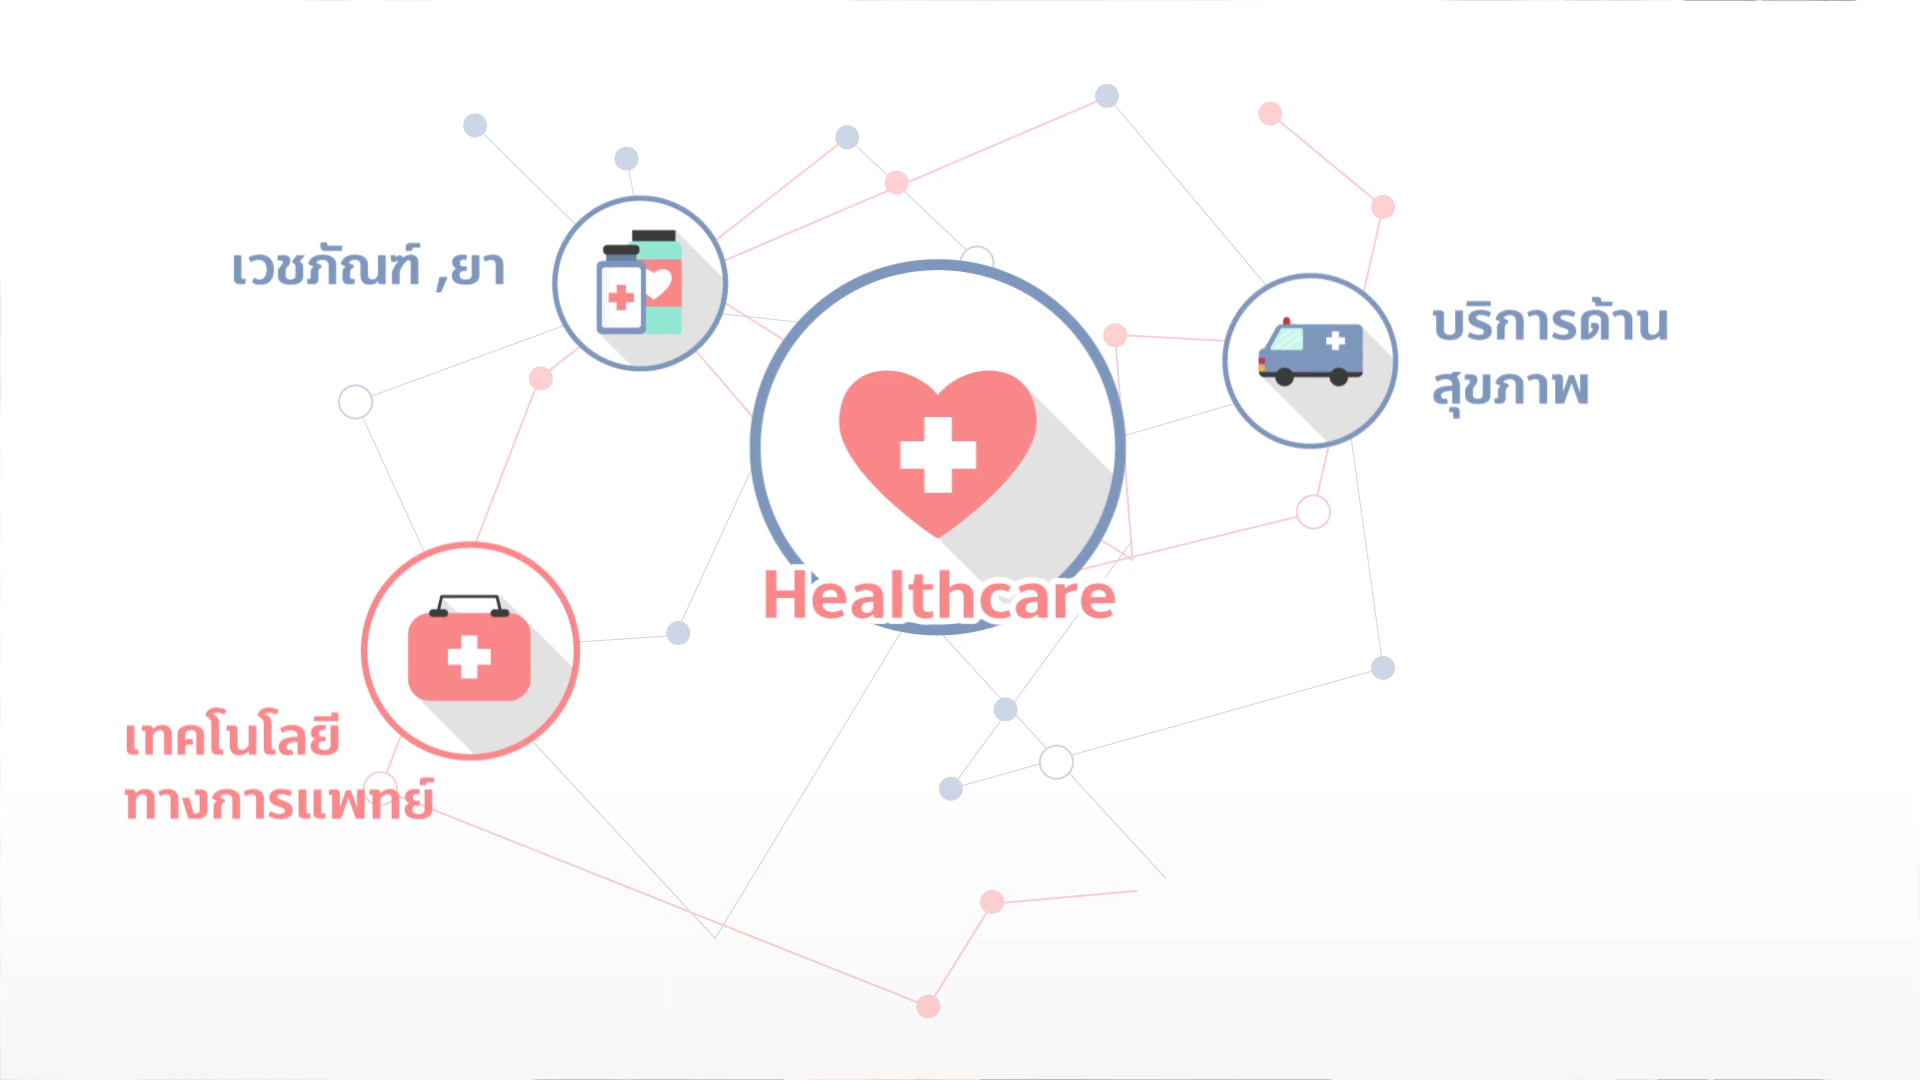 เวชภัณฑ์ ,ยา
บริการด้าน
สุขภาพ
Healthcare
เทคโนโลยี
ทางการแพทย์